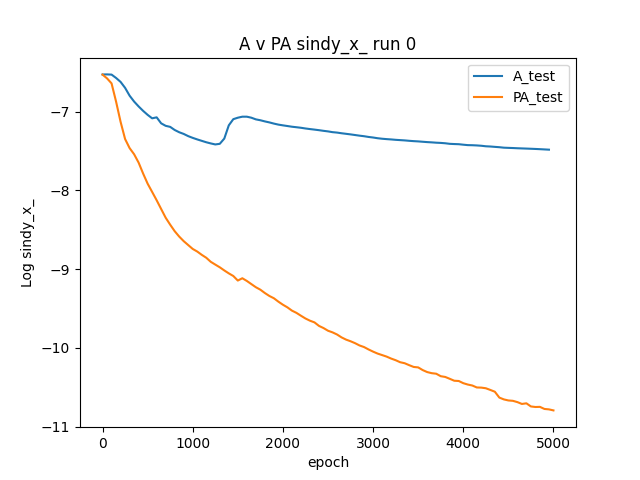 A v PA sindy_x_ run 0
A_test
PA_test
Log sindy_x_
−7
−8
−9
−10
−11
0 1000 2000 3000 4000 5000
epoch